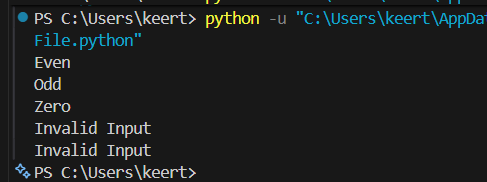 PS C:\Users\keert> python -u "C:\Users\keert\AppDat
File.python"
Even
Odd
Zero
Invalid Input
Invalid Input
PS C:\Users\keert>